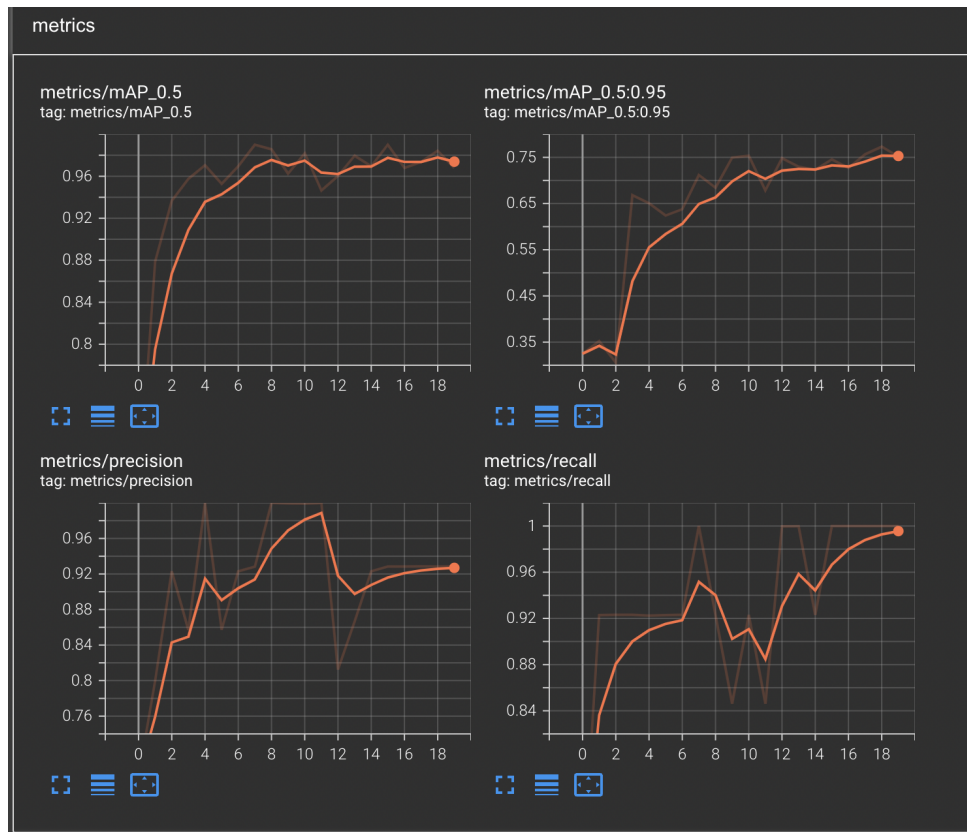 metrics
metrics/mAP_0.5
tag: metrics/mAP_0.5
0.96
0.92
0.88
0.84
0.8
0 2 4 6 8 10 12 14 16 18
metrics/mAP_0.5:0.95
tag: metrics/mAP_0.5:0.95
0.75
0.65
0.55
0.45
0.35
0 2 4 6 8 10 12 14 16 18
metrics/precision
tag: metrics/precision
0.96
0.92
0.88
0.84
0.8
0.76
0 2 4 6 8 10 12 14 16 18
metrics/recall
tag: metrics/recall
1
0.96
0.92
0.88
0.84
0 2 4 6 8 10 12 14 16 18